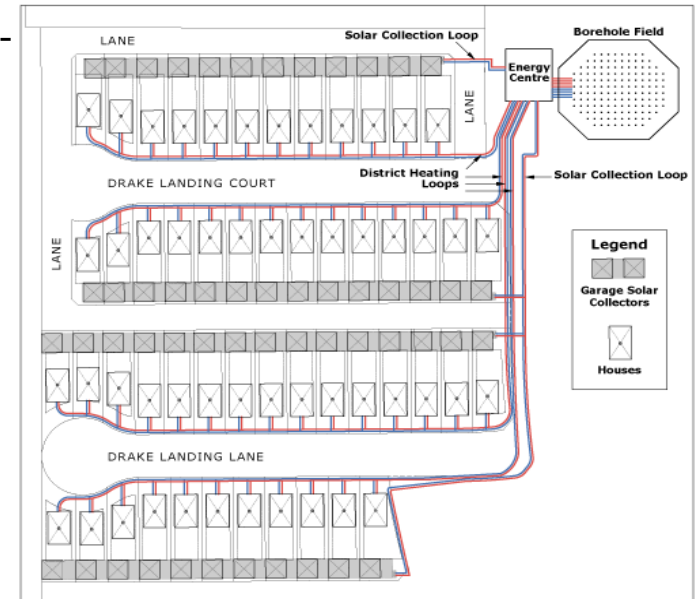 LANE
Solar Collection Loop
Borehole Field
Energy
Centre
LANE
District Heating
Loops
Solar Collection Loop
DRAKE LANDING COURT
LANE
Legend
Garage Solar
Collectors
Houses
DRAKE LANDING LANE